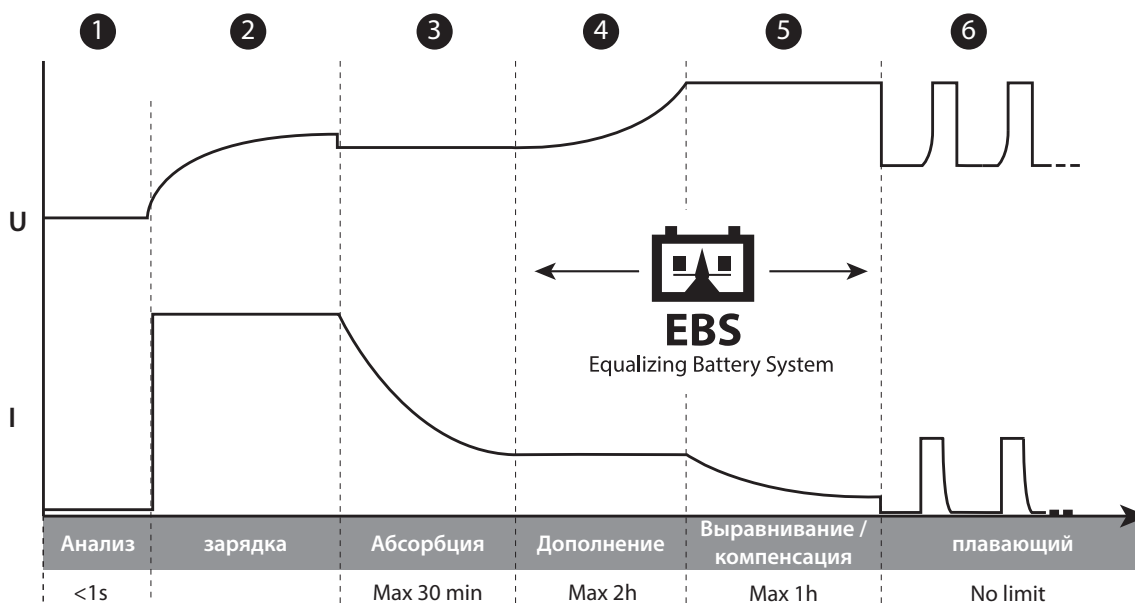 1 2 3 4 5 6
U
EBS
Equalizing Battery System
I
Анализ
зарядка
Абсорбция
Дополнение
Выравнивание /
компенсация
плавающий
<1s
Max 30 min
Max 2h
Max 1h
No limit